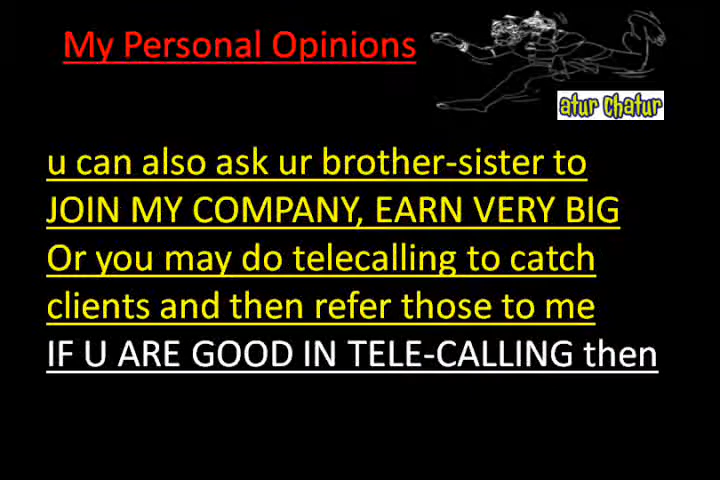 My Personal Opinions
atur chatur
u can also ask ur brother-sister to
JOIN MY COMPANY, EARN VERY BIG
Or you may do telecalling to catch
clients and then refer those to me
IF U ARE GOOD IN TELE-CALLING then